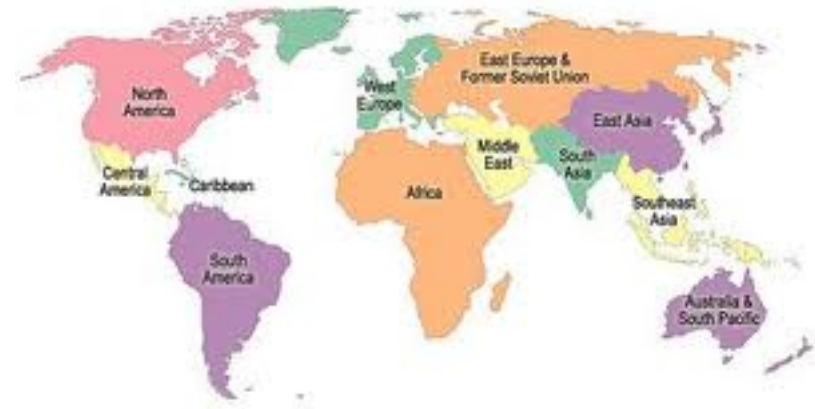 North
America
Central
America
Caribbean
South
America
West
Europe
East Europe &
Former Soviet Union
Middle
East
Africa
East Asia
South
Asia
Southeast
Asia
Australia &
South Pacific